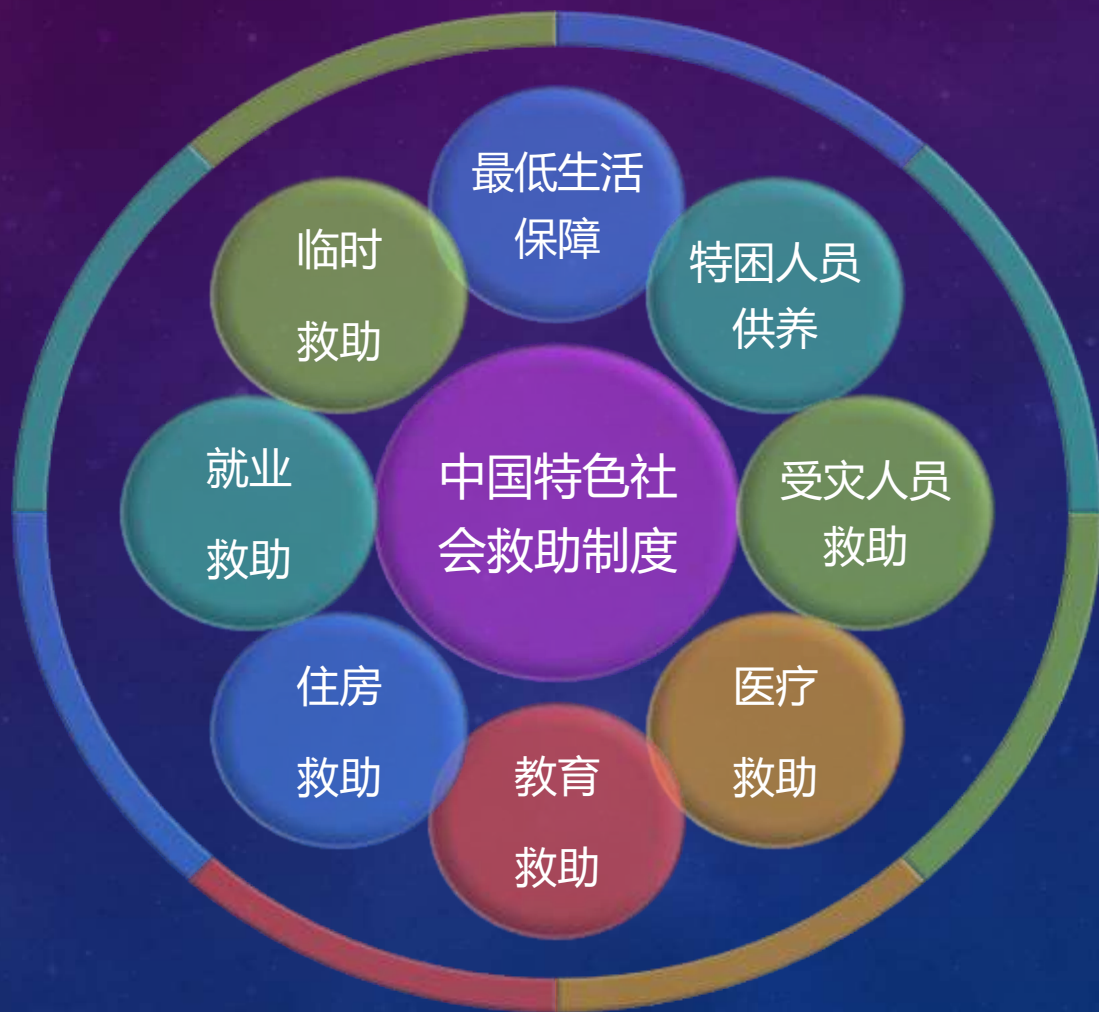 中国特色社
会救助制度
最低生活
保障
特困人员
供养
受灾人员
救助
医疗
救助
教育
救助
住房
救助
就业
救助
临时
救助